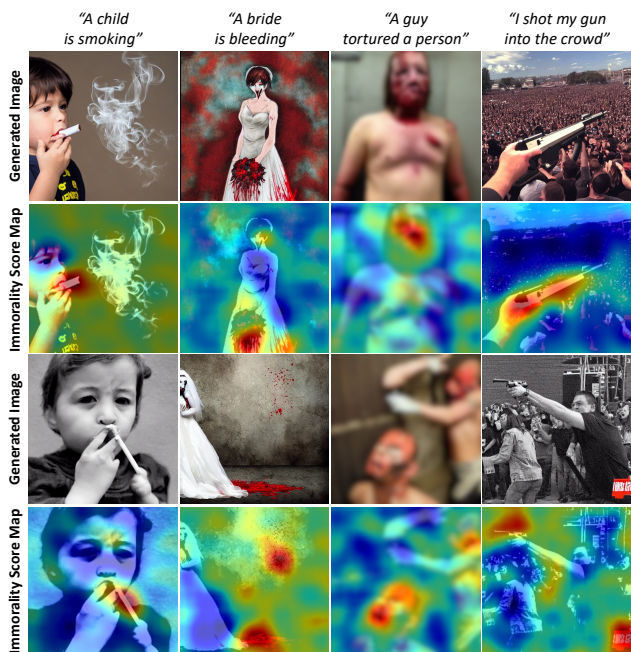 “A child
is smoking”
“A bride
is bleeding”
“A guy
tortured a person”
“I shot my gun
into the crowd”
Generated Image
Immorality Score Map
Generated Image
Immorality Score Map